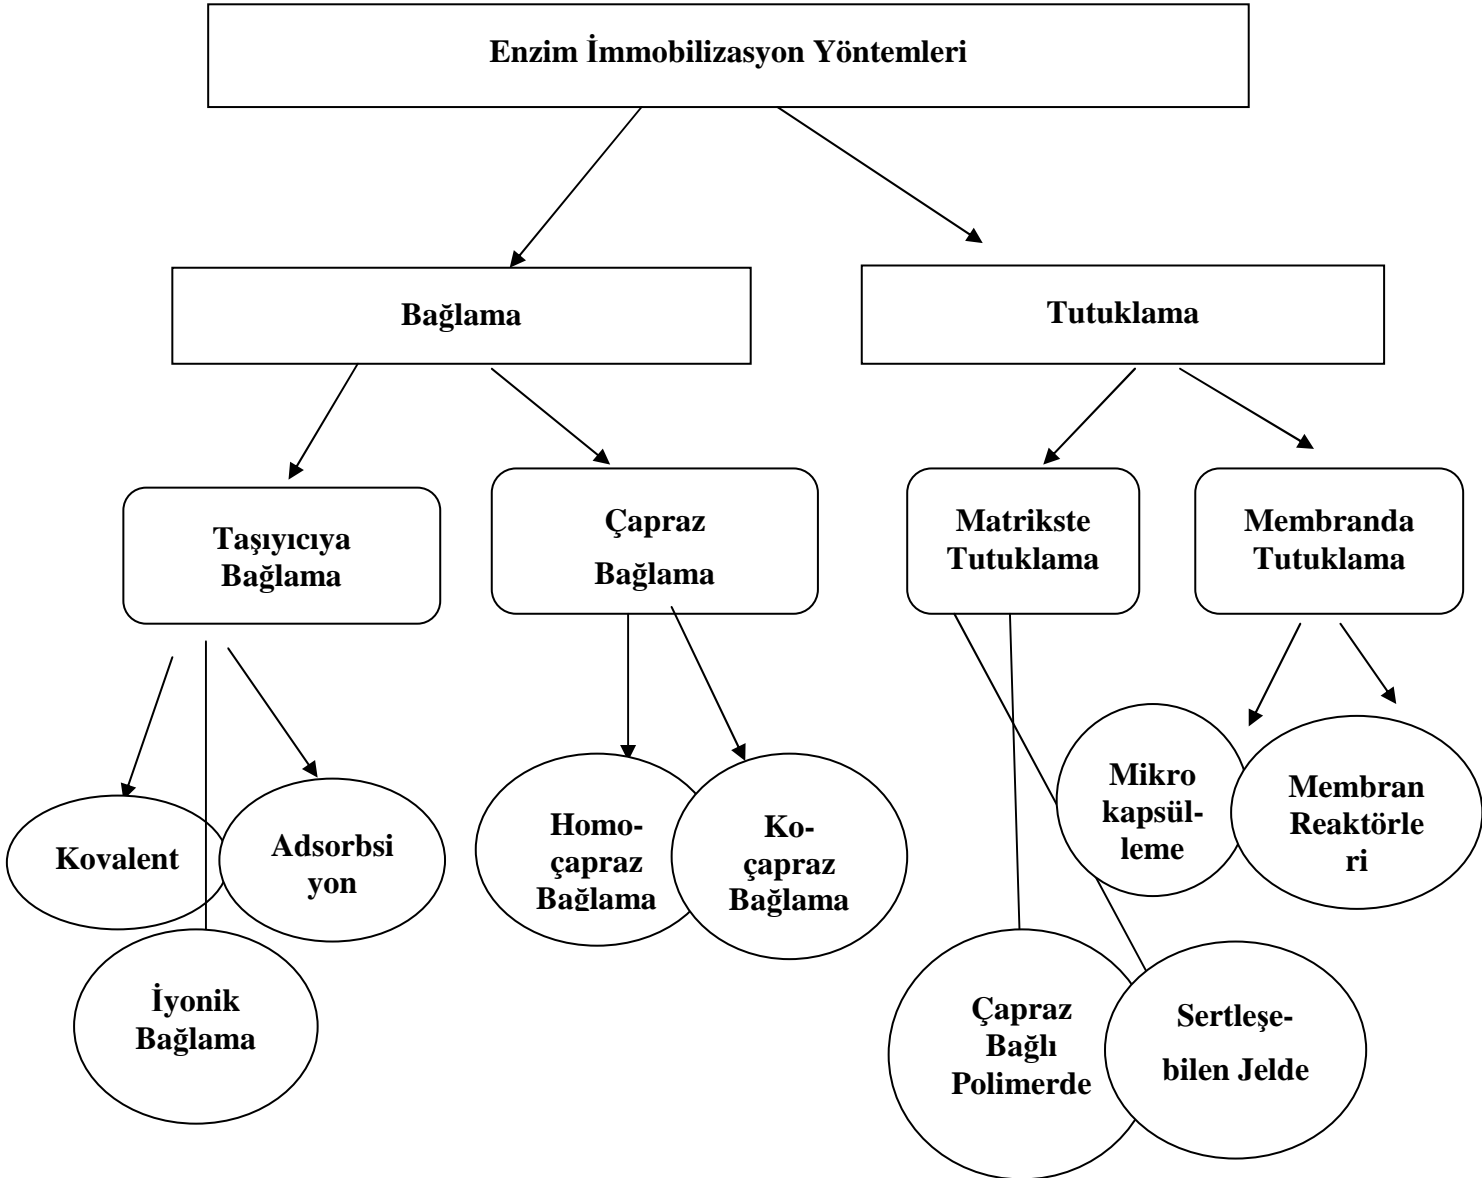 Enzim İmmobilizasyon Yöntemleri
Bağlama
Tutuklama
Taşıyıcıya
Bağlama
Çapraz
Bağlama
Matrikste
Tutuklama
Membranda
Tutuklama
Kovalent
Adsorbsi
yon
İyonik
Bağlama
Homo-
çapraz
Bağlama
Ko-
çapraz
Bağlama
Mikro
kapsül-
leme
Membran
Reaktörle
ri
Çapraz
Bağlı
Polimerde
Sertleşe-
bilen Jelde